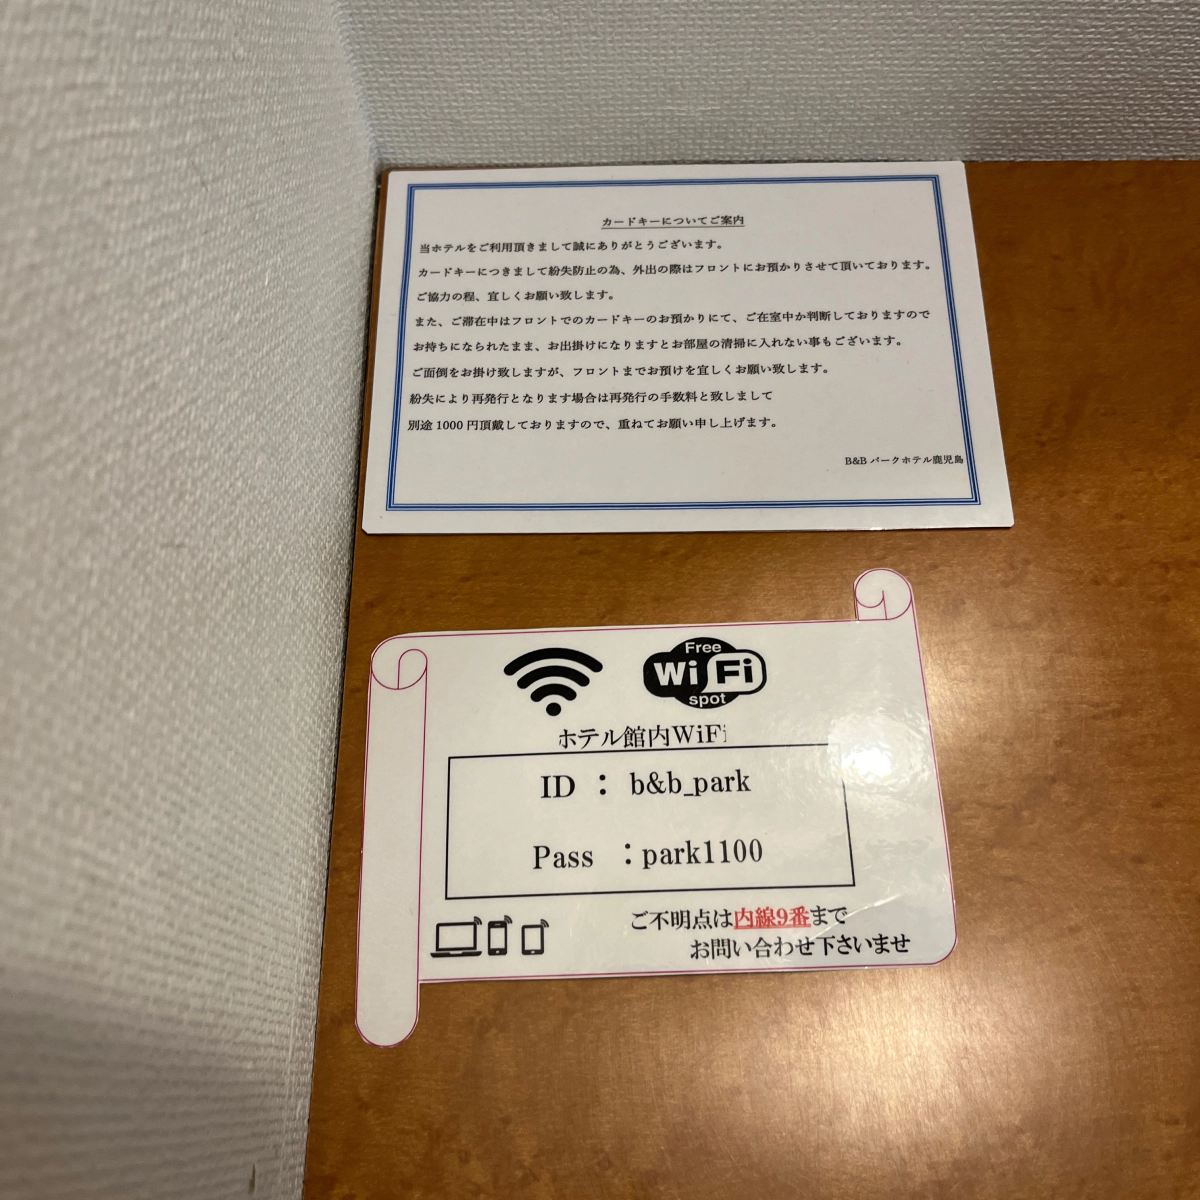 カードキーについてご案内
当ホテルをご利用頂きまして誠にありがとうございます。
カードキーにつきまして紛失防止の為、外出の際はフロントにお預かりさせて頂いております。
ご協力の程、宜しくお願い致します。
また、ご滞在中はフロントでのカードキーのお預かりにて、ご在室中か判断しておりますので
お持ちになられたまま、お出掛けになりますとお部屋の清掃に入れない事もございます。
ご面倒をお掛け致しますが、フロントまでお預けを宜しくお願い致します。
紛失により再発行となります場合は再発行の手数料と致しまして
別途 1000 円頂戴しておりますので、重ねてお願い申し上げます。
B&B パークホテル鹿児島
Free
Wi Fi
spot
ホテル館内WiFi
ID : b&b_park
Pass : park1100
ご不明点は内線9番まで
お問い合わせ下さいませ